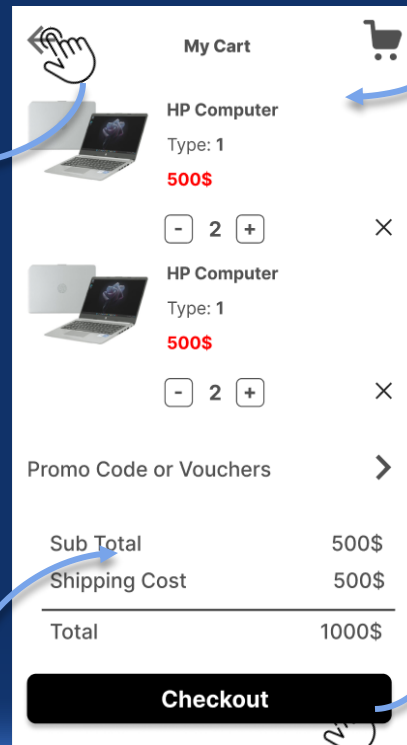 My Cart
HP Computer
Type: 1
500$
- 2 +
HP Computer
Type: 1
500$
- 2 +
Promo Code or Vouchers
Sub Total 500$
Shipping Cost 500$
Total 1000$
Checkout